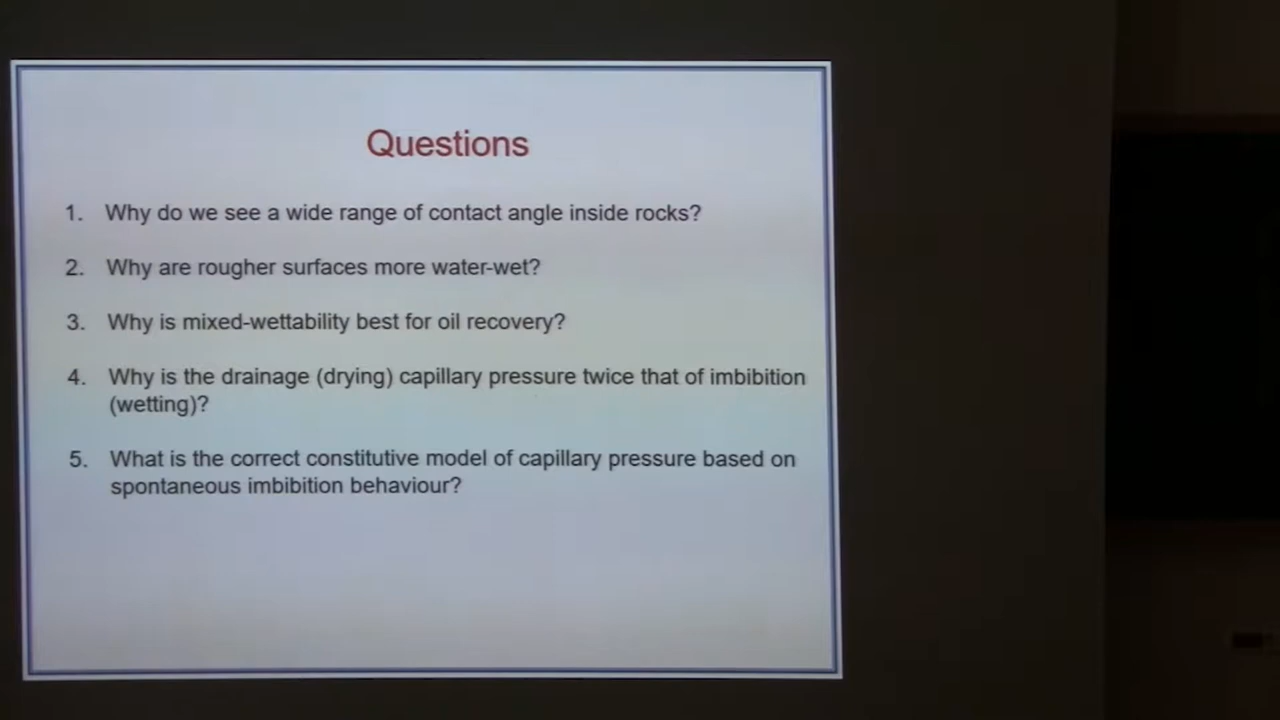 Questions
1. Why do we see a wide range of contact angle inside rocks?
2. Why are rougher surfaces more water-wet?
3. Why is mixed-wettability best for oil recovery?
4. Why is the drainage (drying) capillary pressure twice that of imbibition
(wetting)?
5. What is the correct constitutive model of capillary pressure based on
spontaneous imbibition behaviour?